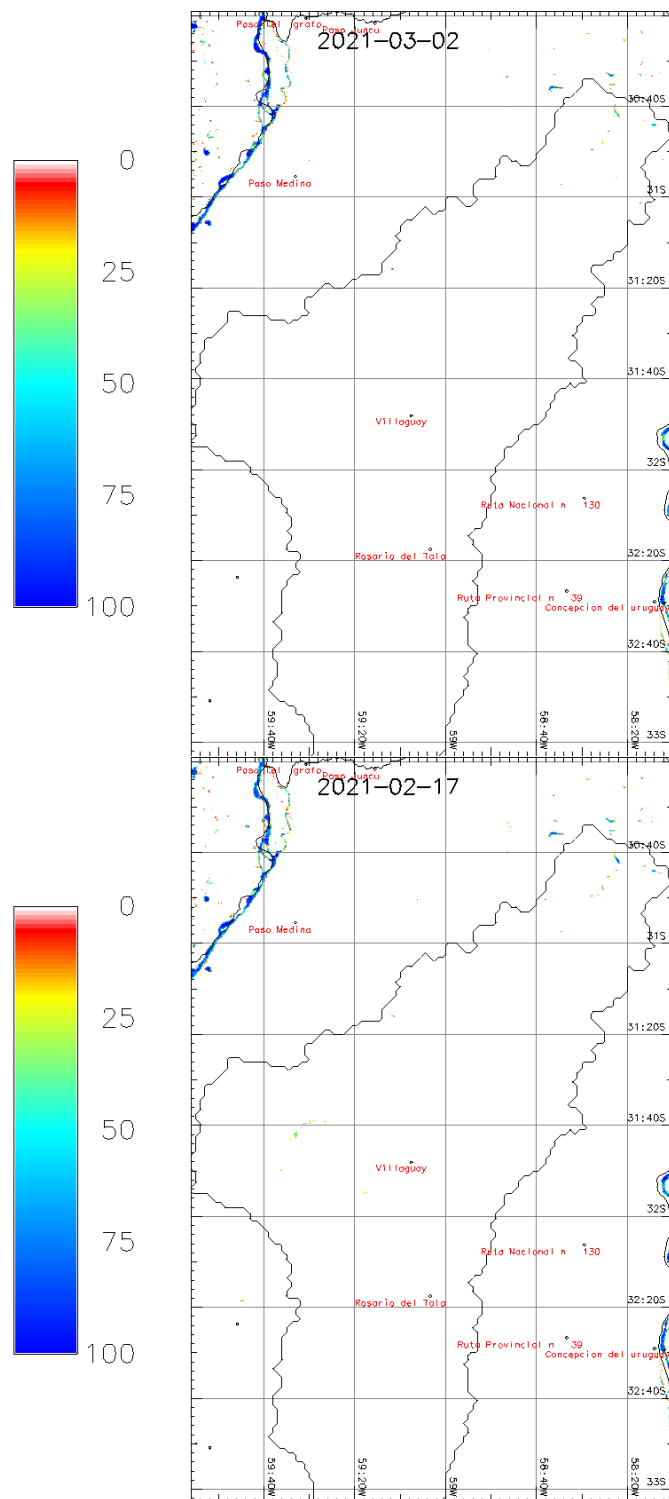 2021-03-02
0
25
50
75
100
Paso Medina
Villaguay
Ruta Nacional n 130
Rosario del Tala
Ruta Provincial n 39
Concepcion del urugua
30:40S
31S
31:20S
31:40S
32S
32:20S
32:40S
33S
59:40W
59:20W
59W
58:40W
58:20W
2021-02-17
0
25
50
75
100
Paso Medina
Villaguay
Ruta Nacional n 130
Rosario del Tala
Ruta Provincial n 39
Concepcion del urugua
30:40S
31S
31:20S
31:40S
32S
32:20S
32:40S
33S
59:40W
59:20W
59W
58:40W
58:20W